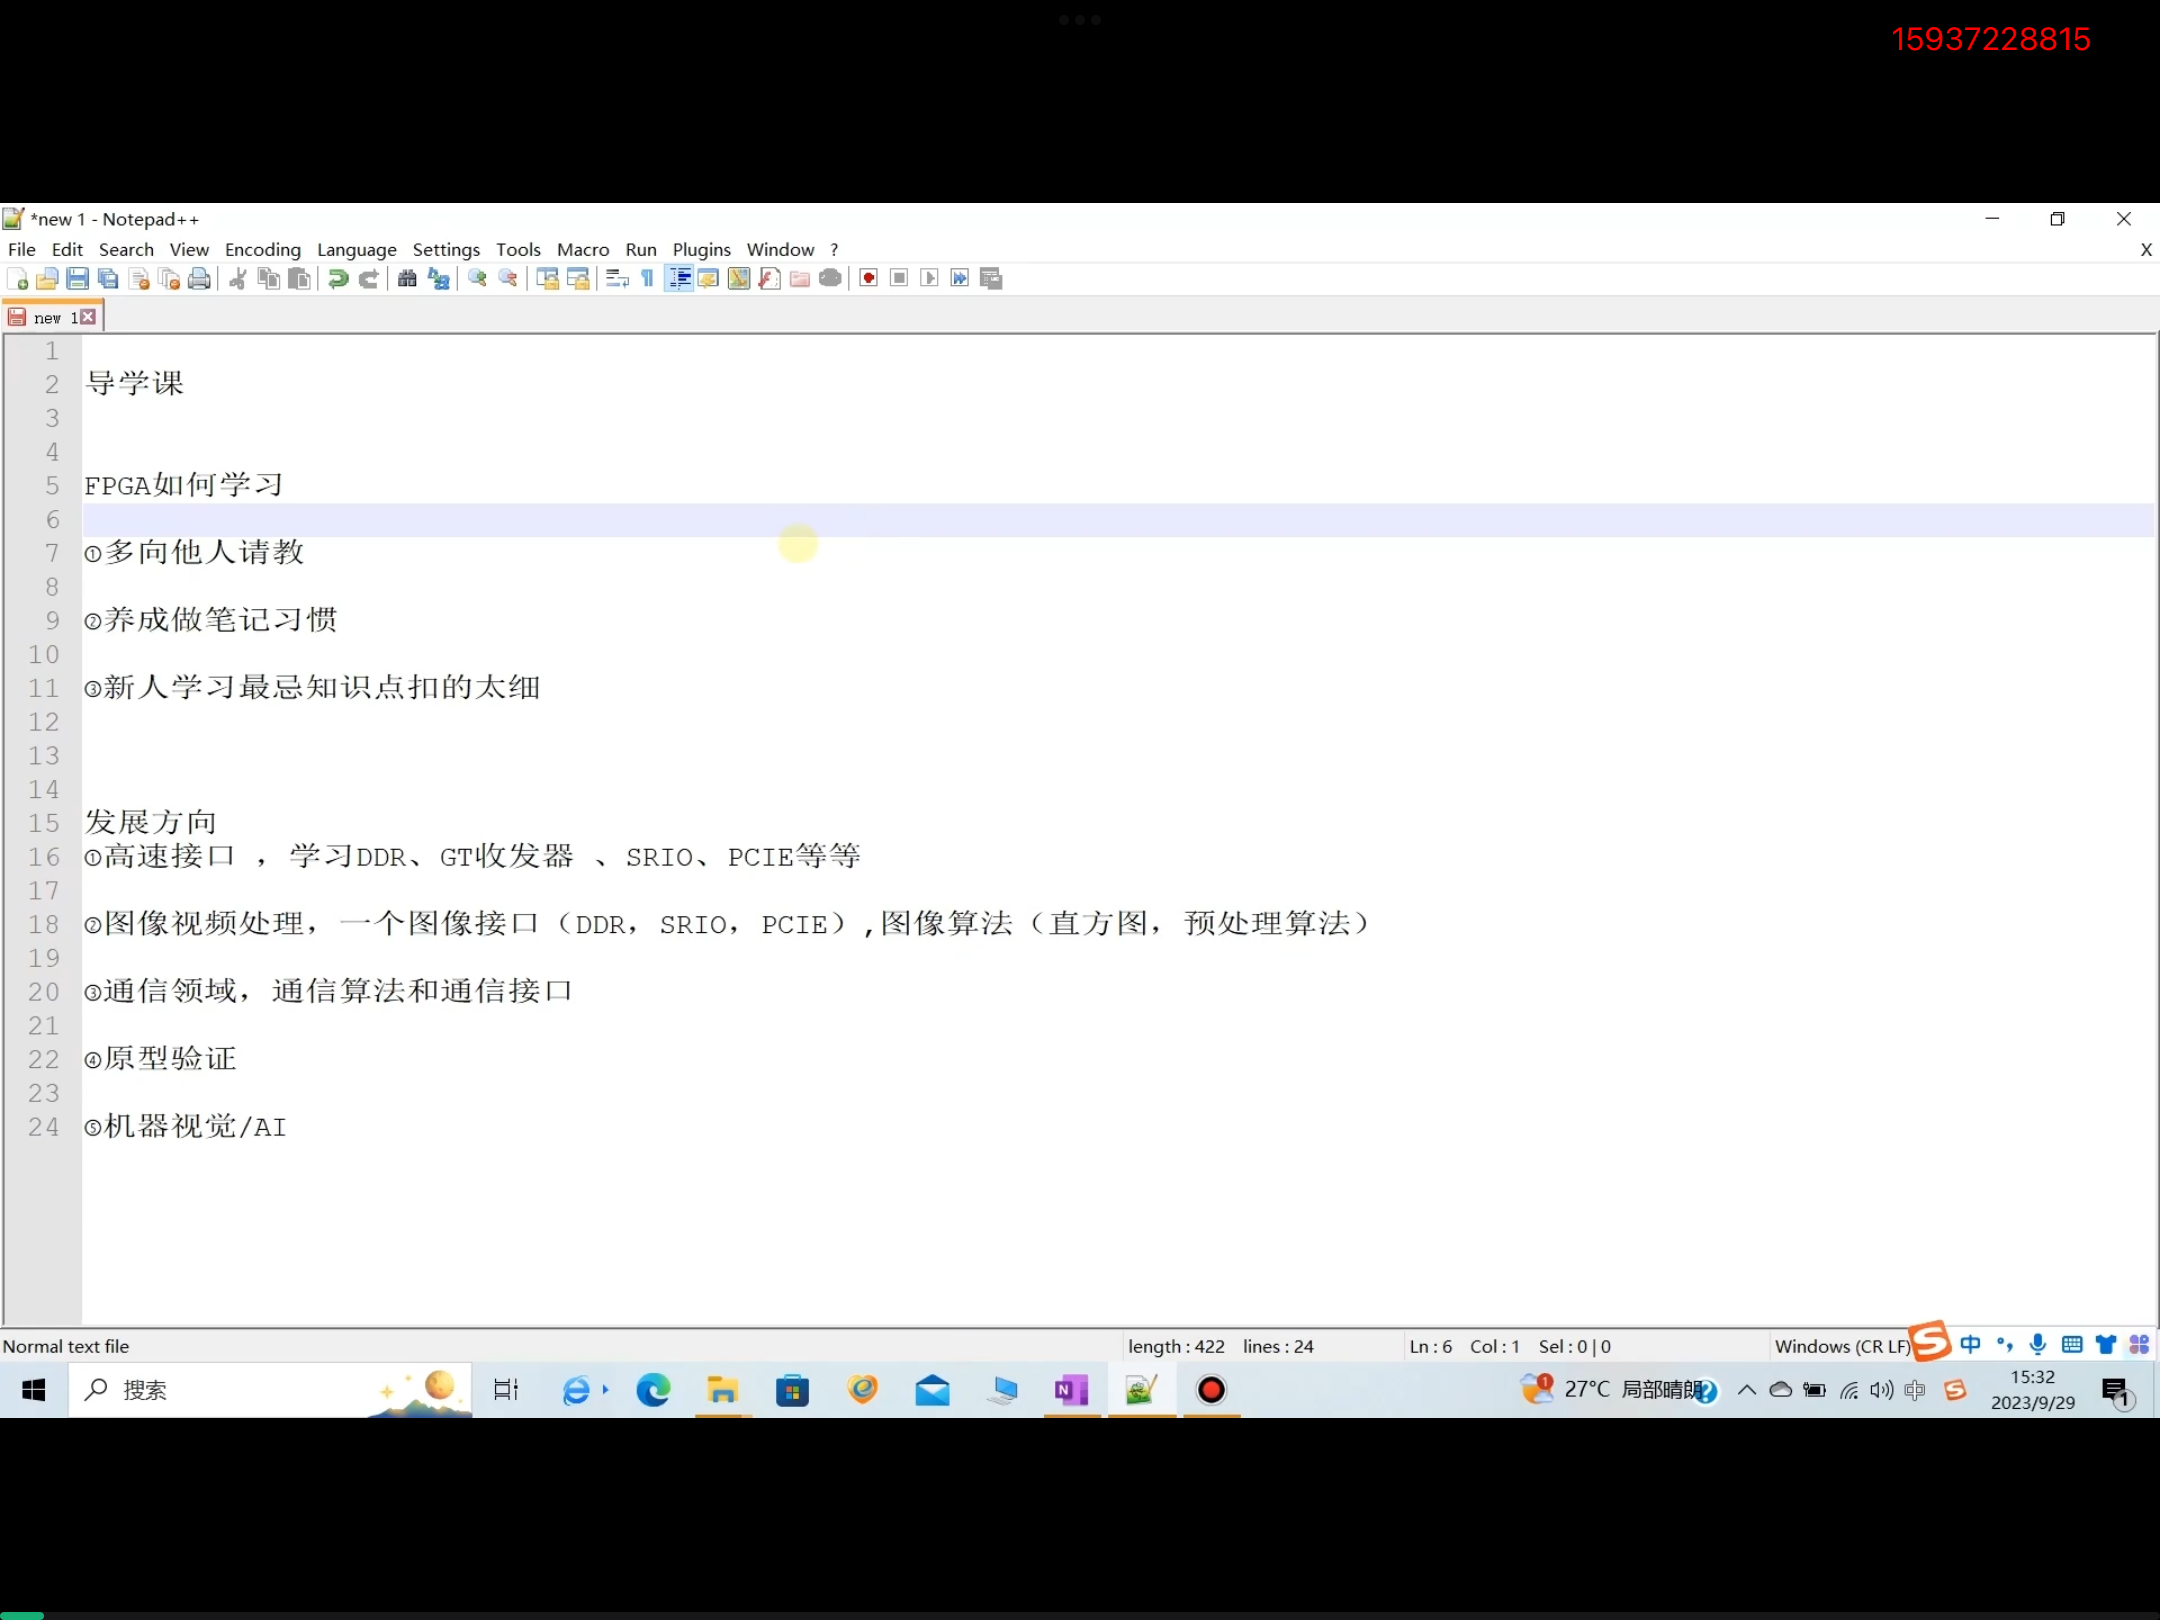 15937228815
*new 1 - Notepad++
File Edit Search View Encoding Language Settings Tools Macro Run Plugins Window ? X
new 1
1
2 导学课
3
4
5 FPGA如何学习
6
7 ①多向他人请教
8
9 ②养成做笔记习惯
10
11 ③新人学习最忌知识点扣的太细
12
13
14
15 发展方向
16 ①高速接口 ，学习DDR、GT收发器 、SRIO、PCIE等等
17
18 ②图像视频处理，一个图像接口（DDR，SRIO，PCIE）,图像算法（直方图，预处理算法）
19
20 ③通信领域，通信算法和通信接口
21
22 ④原型验证
23
24 ⑤机器视觉/AI
Normal text file length : 422 lines : 24 Ln : 6 Col : 1 Sel : 0 | 0 Windows (CR LF) 中
搜索 27°C 局部晴朗 中 15:32
2023/9/29 1